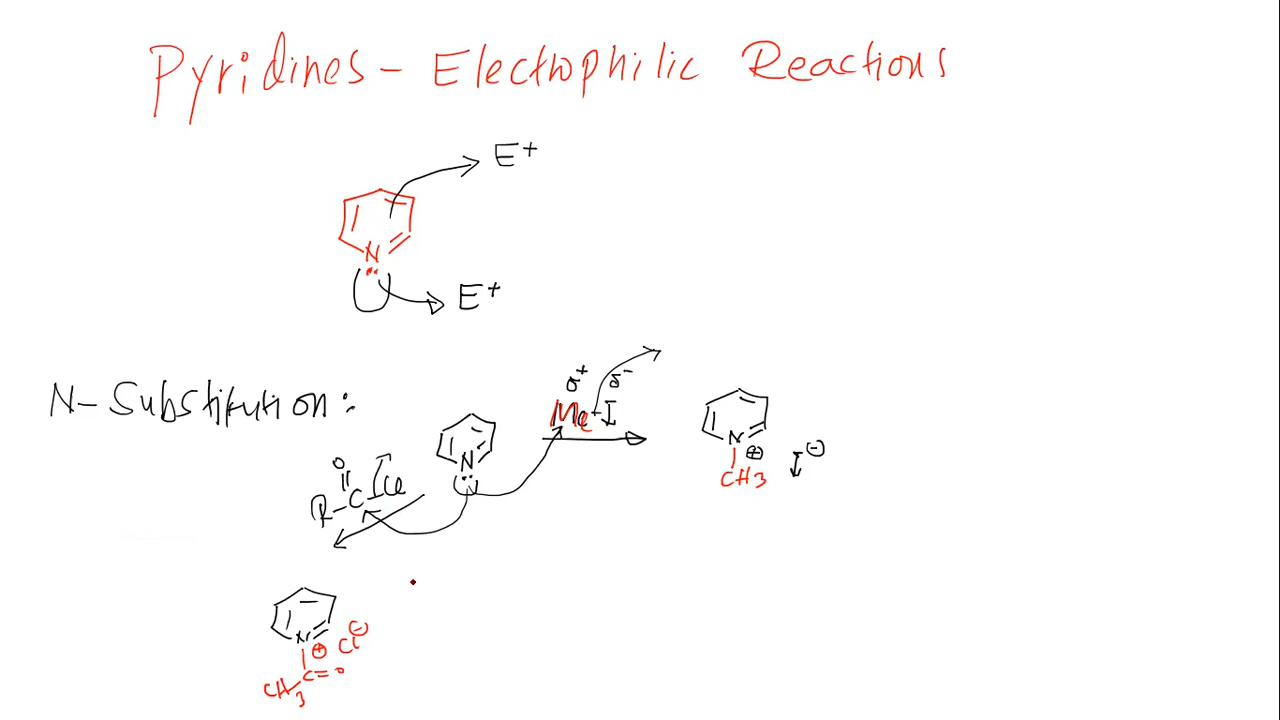 Pyridines - Electrophilic Reactions
E+
N
E+
N- Substitution:
σ+ σ-
Me-I
N
N ⊕
CH3
I ⊖
O
R-C Cl
N
⊕ Cl ⊖
C=O
CH3